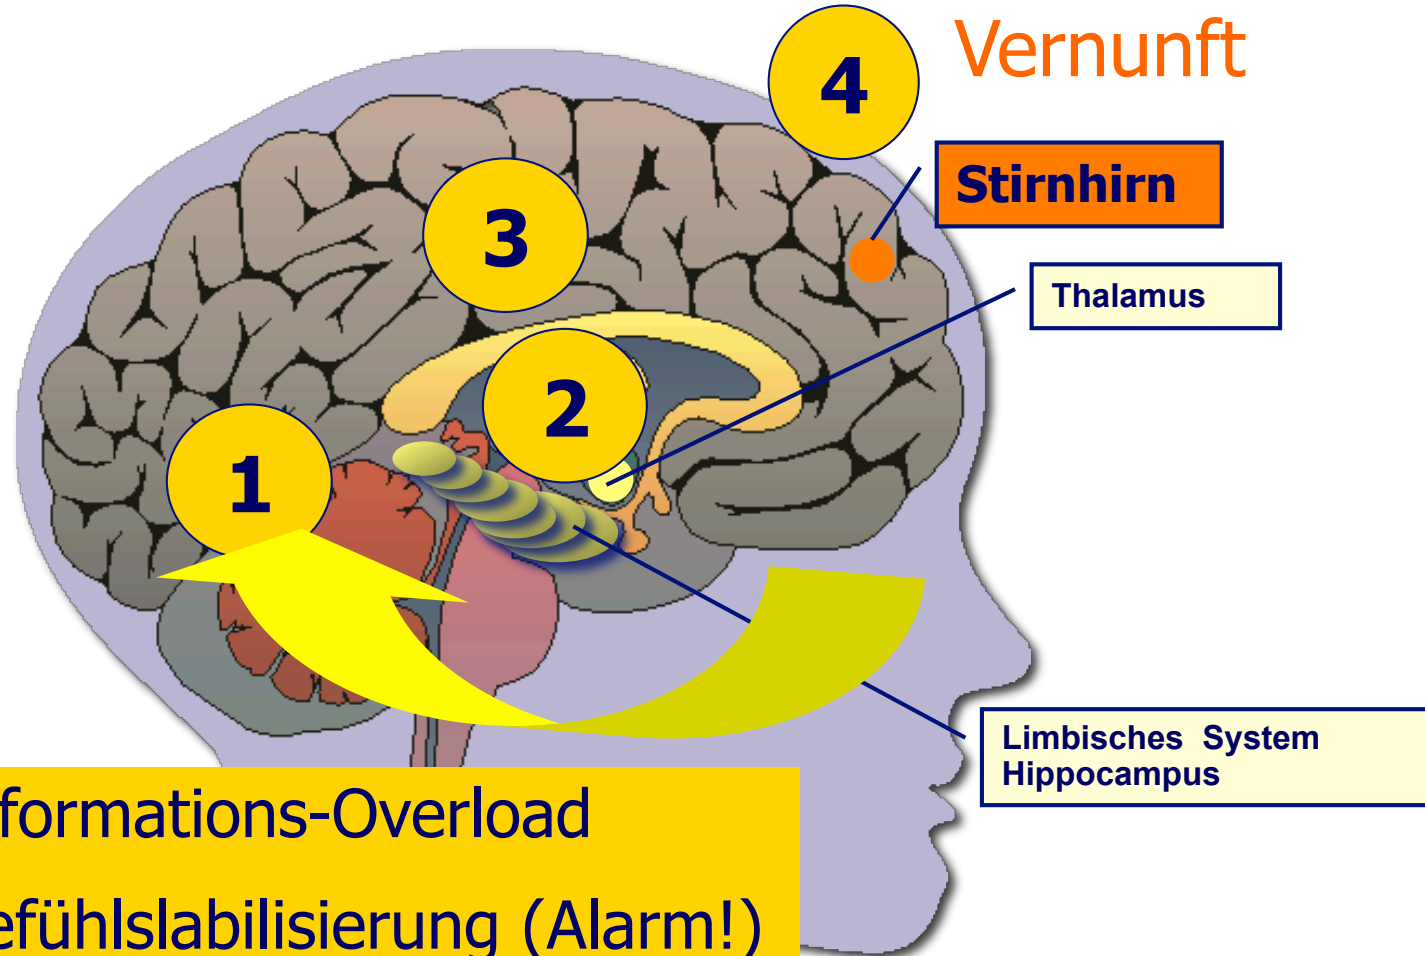 4
Vernunft
Stirnhirn
3
Thalamus
2
1
Limbisches System
Hippocampus
formations-Overload
efühlslabilisierung (Alarm!)